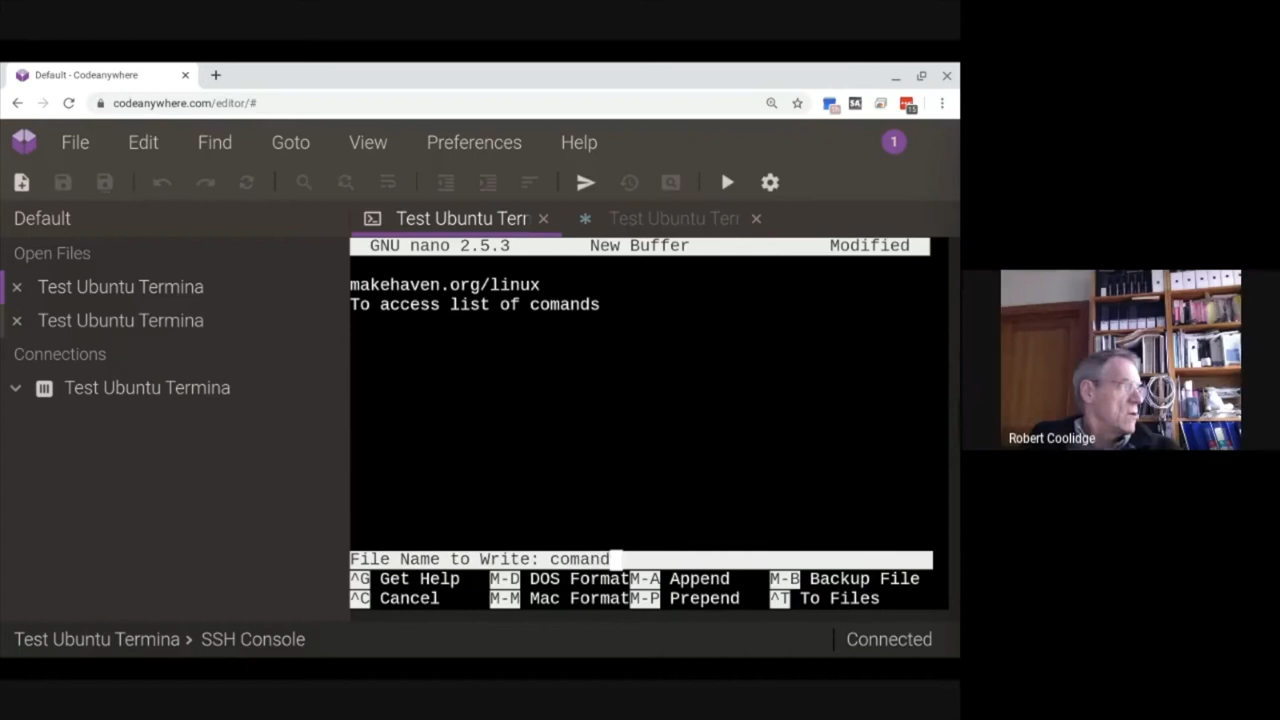 Default - Codeanywhere
codeanywhere.com/editor/#
15
File Edit Find Goto View Preferences Help
1
Default
Test Ubuntu Terr
Test Ubuntu Teri
Open Files
GNU nano 2.5.3 New Buffer Modified
Test Ubuntu Termina
makehaven.org/linux
To access list of comands
Test Ubuntu Termina
Connections
Test Ubuntu Termina
Robert Coolidge
File Name to Write: comand
^G Get Help M-D DOS Format M-A Append M-B Backup File
^C Cancel M-M Mac Format M-P Prepend ^T To Files
Test Ubuntu Termina > SSH Console
Connected